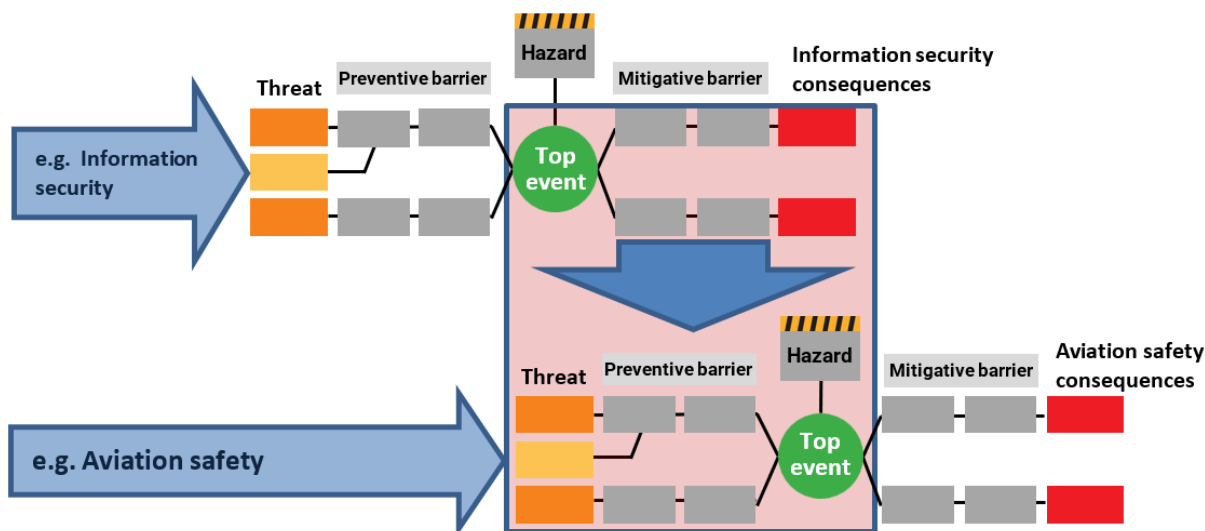 Hazard
Information security
consequences
Threat
Preventive barrier
Mitigative barrier
e.g. Information
security
Top
event
Hazard
Aviation safety
consequences
Threat
Preventive barrier
Mitigative barrier
e.g. Aviation safety
Top
event